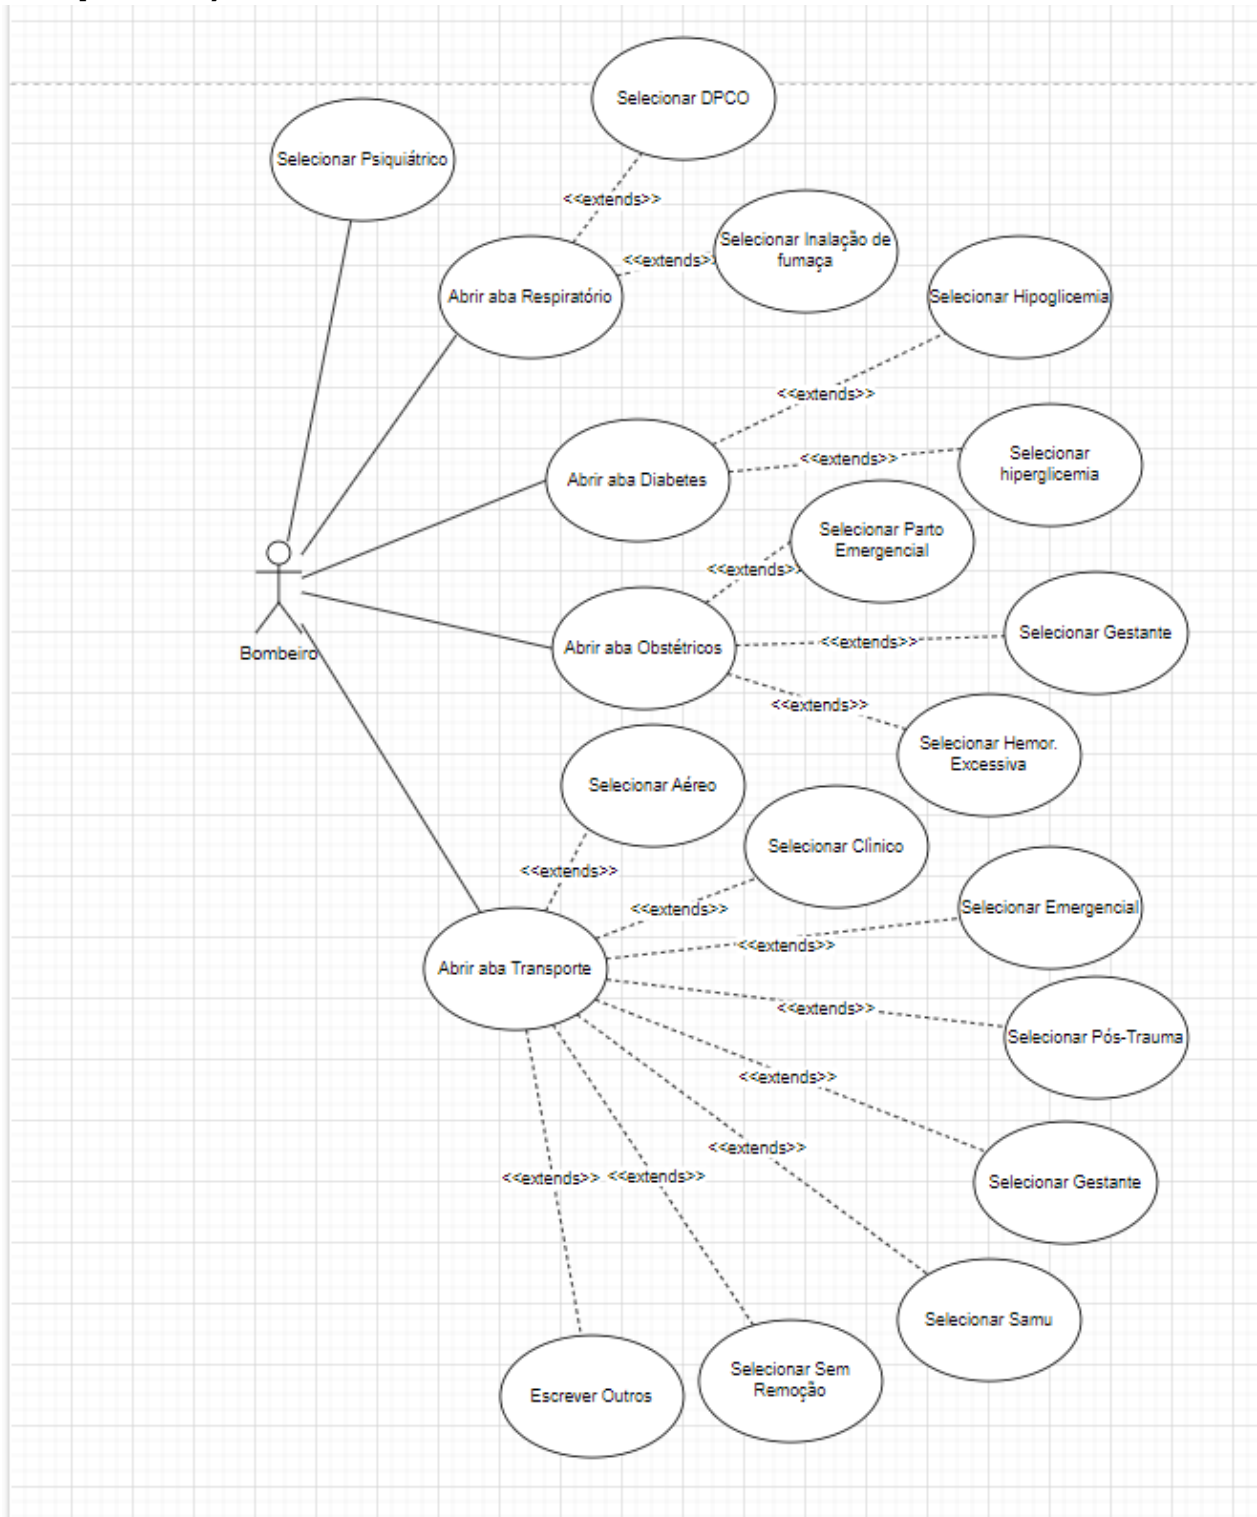 Selecionar DPCO
Selecionar Psiquiátrico
<<extends>>
Selecionar Inalação de
fumaça
<<extends>>
Abrir aba Respiratório
Selecionar Hipoglicemia
<<extends>>
Selecionar
hiperglicemia
<<extends>>
Abrir aba Diabetes
Selecionar Parto
Emergencial
<<extends>>
Bombeiro
Abrir aba Obstétricos
<<extends>>
Selecionar Gestante
<<extends>>
Selecionar Hemor.
Excessiva
Selecionar Aéreo
Selecionar Clínico
<<extends>>
<<extends>>
Selecionar Emergencial
<<extends>>
Abrir aba Transporte
<<extends>>
Selecionar Pós-Trauma
<<extends>>
<<extends>>
<<extends>>
<<extends>>
Selecionar Gestante
Selecionar Samu
Selecionar Sem
Remoção
Escrever Outros